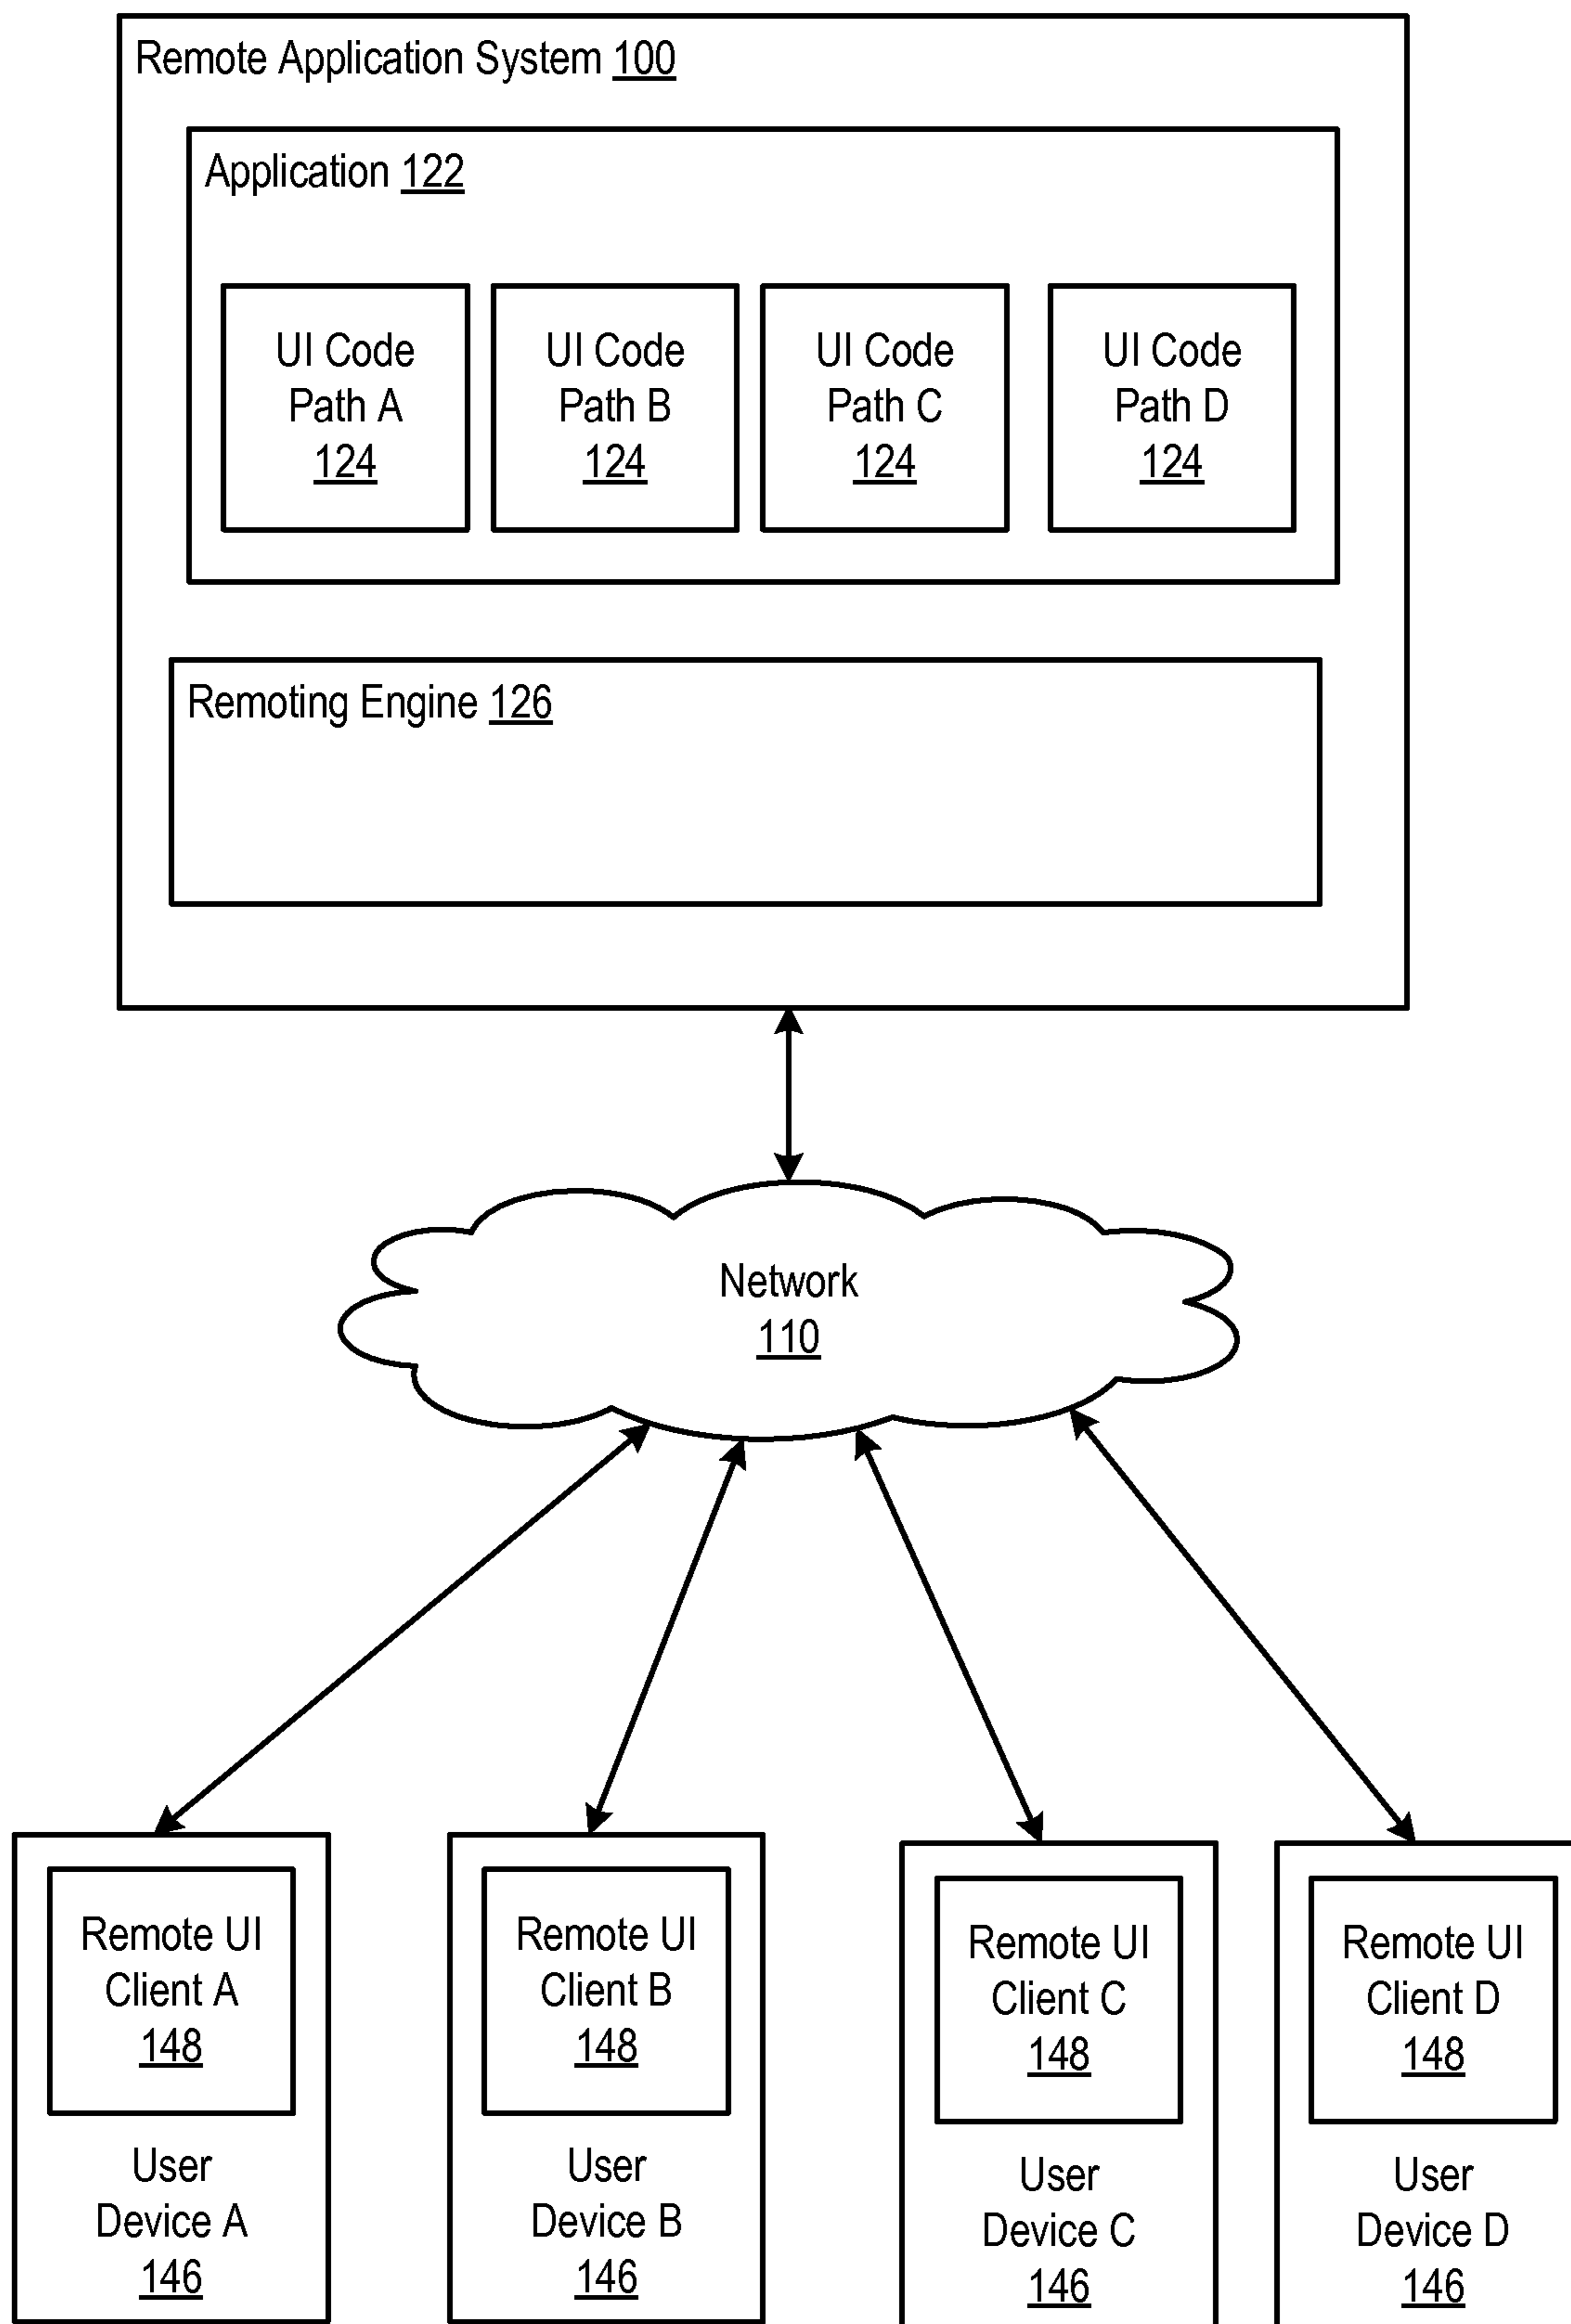 Remote Application System 100
Application 122
UI Code
Path A
124
UI Code
Path B
124
UI Code
Path C
124
UI Code
Path D
124
Remoting Engine 126
Network
110
Remote UI
Client A
148
User
Device A
146
Remote UI
Client B
148
User
Device B
146
Remote UI
Client C
148
User
Device C
146
Remote UI
Client D
148
User
Device D
146